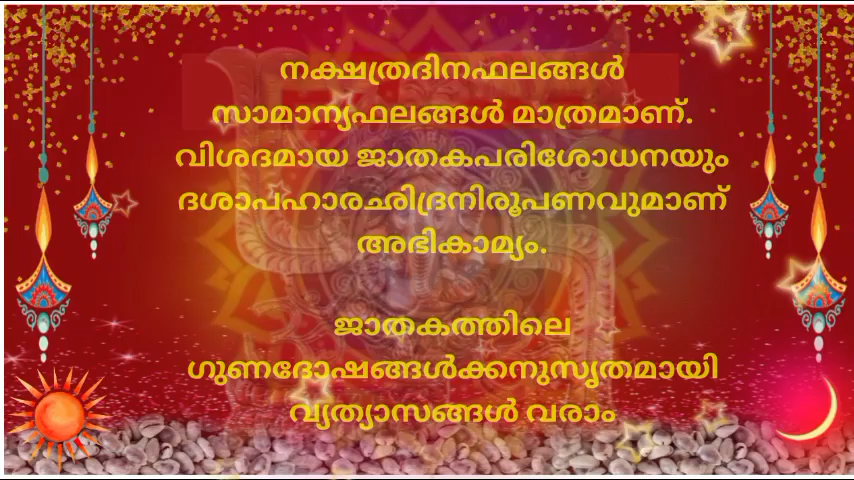 നക്ഷത്രദിനഫലങ്ങൾ
സാമാന്യഫലങ്ങൾ മാത്രമാണ്.
വിശദമായ ജാതകപരിശോധനയും
ദശാപഹാരഛിദ്രനിരൂപണവുമാണ്
അഭികാമ്യം.
ജാതകത്തിലെ
ഗുണദോഷങ്ങൾക്കനുസൃതമായി
വ്യത്യാസങ്ങൾ വരാം